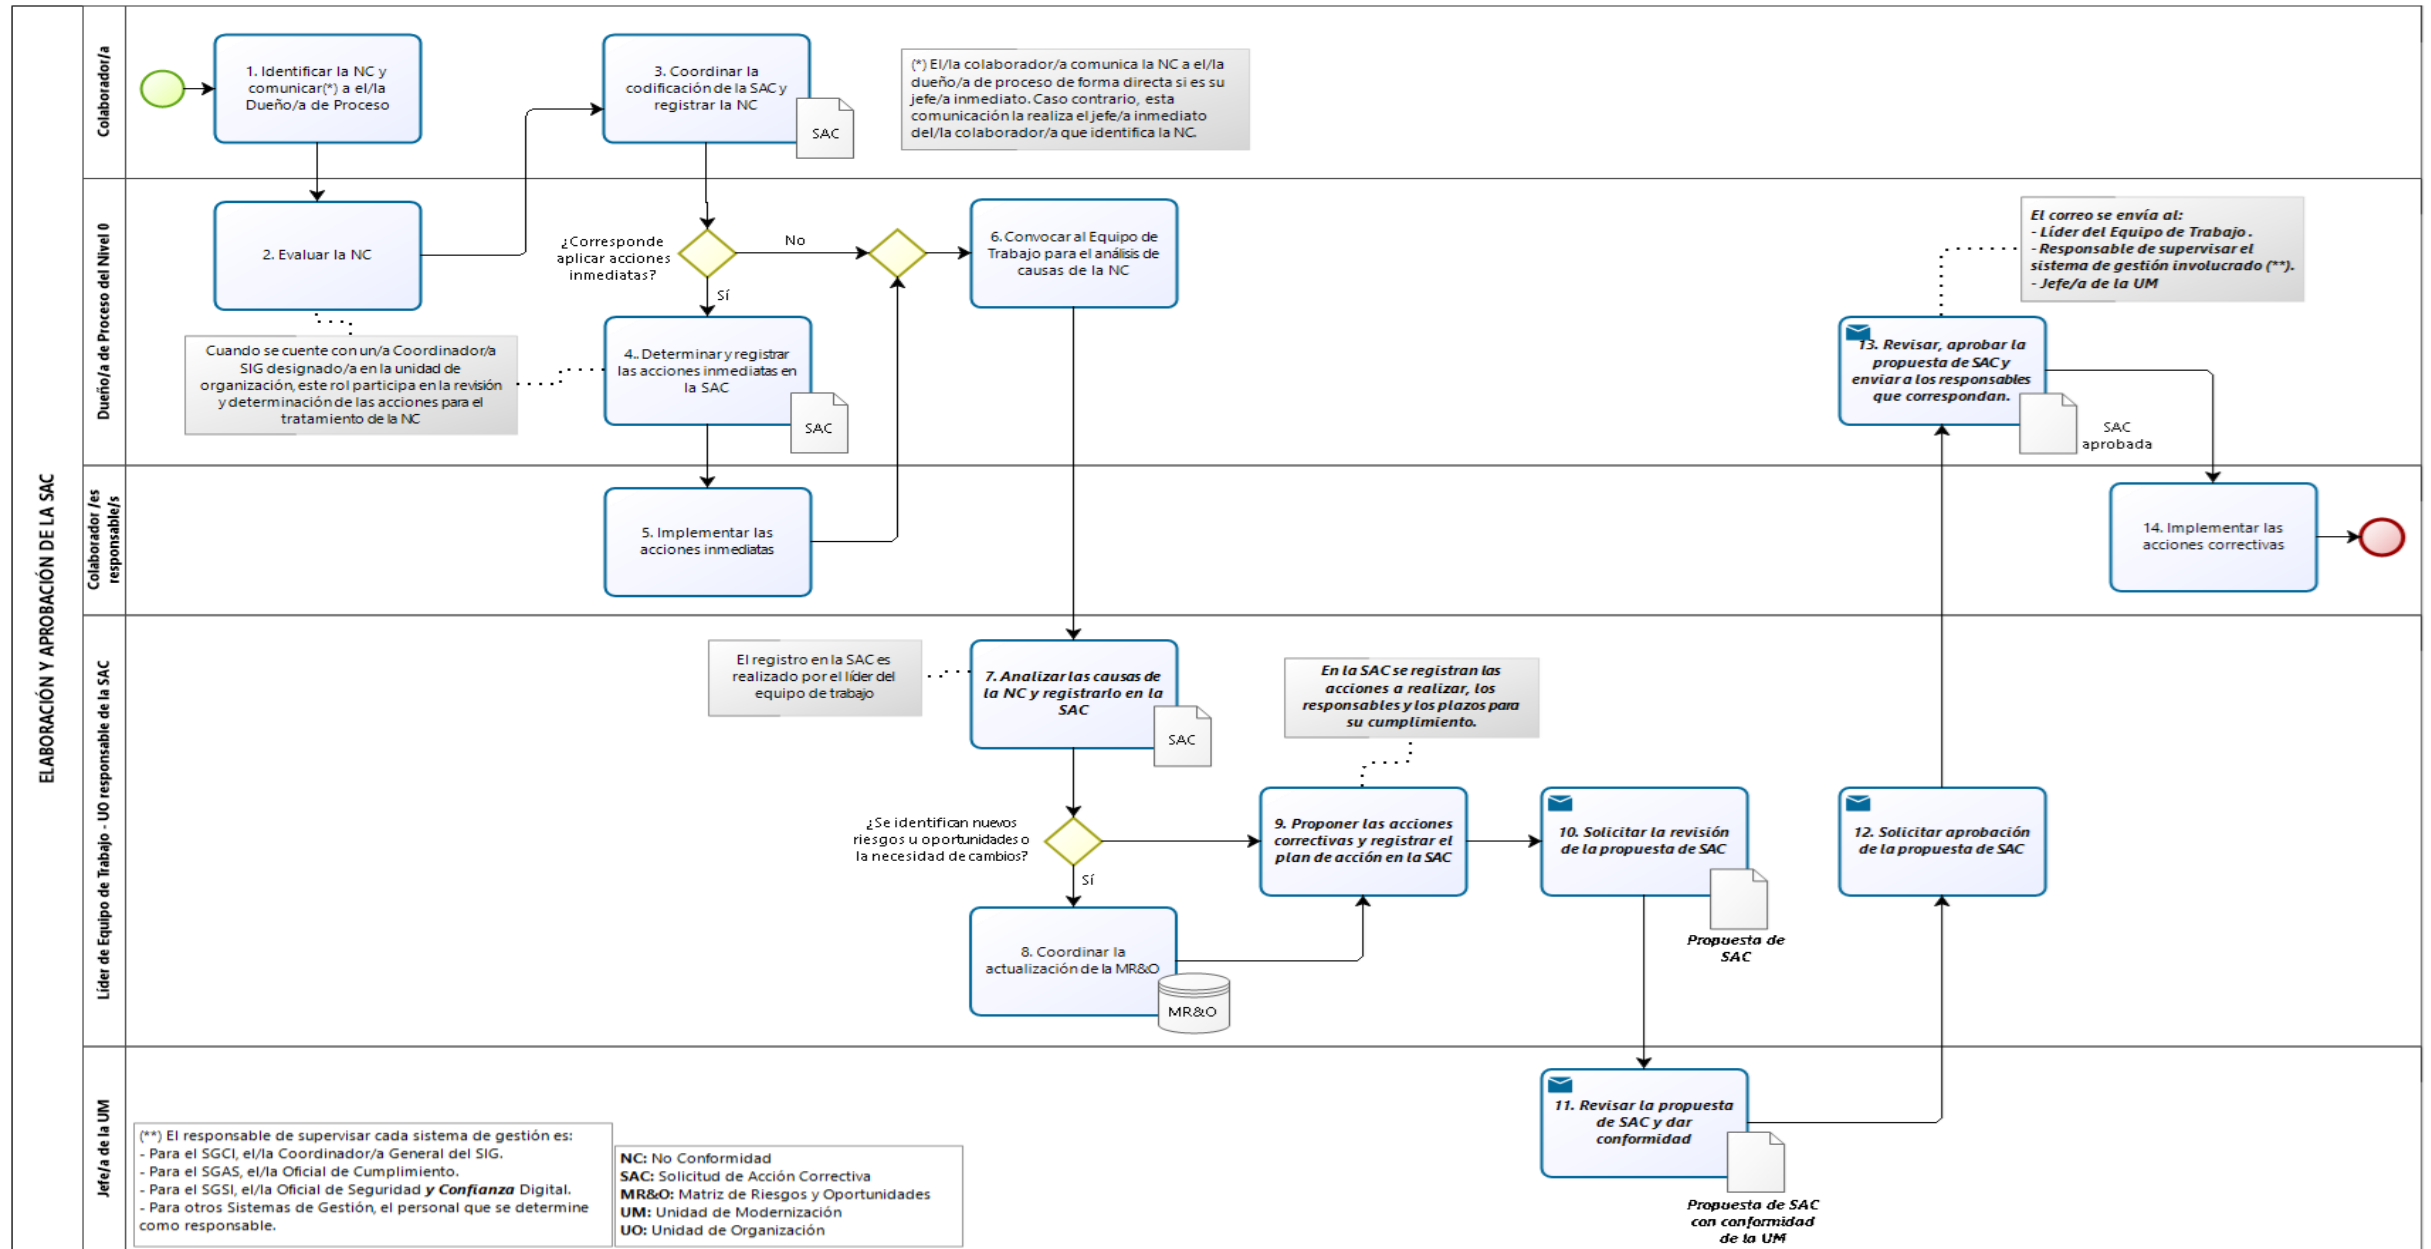 ELABORACIÓN Y APROBACIÓN DE LA SAC
Colaborador/a
1. Identificar la NC y
comunicar(*) a el/la
Dueño/a de Proceso
3. Coordinar la
codificación de la SAC y
registrar la NC
SAC
(*) El/la colaborador/a comunica la NC a el/la
dueño/a de proceso de forma directa si es su
jefe/a inmediato. Caso contrario, esta
comunicación la realiza el jefe/a inmediato
del/la colaborador/a que identifica la NC.
Dueño/a de Proceso del Nivel 0
2. Evaluar la NC
Cuando se cuente con un/a Coordinador/a
SIG designado/a en la unidad de
organización, este rol participa en la revisión
y determinación de las acciones para el
tratamiento de la NC
¿Corresponde
aplicar acciones
inmediatas?
No
Sí
4.. Determinar y registrar
las acciones inmediatas en
la SAC
SAC
6. Convocar al Equipo de
Trabajo para el análisis de
causas de la NC
El correo se envía al:
- Líder del Equipo de Trabajo .
- Responsable de supervisar el
sistema de gestión involucrado (**).
- Jefe/a de la UM
13. Revisar, aprobar la
propuesta de SAC y
enviar a los responsables
que correspondan.
SAC
aprobada
Colaborador /es
responsable/s
5. Implementar las
acciones inmediatas
14. Implementar las
acciones correctivas
Líder de Equipo de Trabajo - UO responsable de la SAC
El registro en la SAC es
realizado por el líder del
equipo de trabajo
7. Analizar las causas de
la NC y registrarlo en la
SAC
SAC
En la SAC se registran las
acciones a realizar, los
responsables y los plazos para
su cumplimiento.
¿Se identifican nuevos
riesgos u oportunidades o
la necesidad de cambios?
Sí
8. Coordinar la
actualización de la MR&O
MR&O
9. Proponer las acciones
correctivas y registrar el
plan de acción en la SAC
10. Solicitar la revisión
de la propuesta de SAC
Propuesta de
SAC
12. Solicitar aprobación
de la propuesta de SAC
Jefe/a de la UM
(**) El responsable de supervisar cada sistema de gestión es:
- Para el SGCI, el/la Coordinador/a General del SIG.
- Para el SGAS, el/la Oficial de Cumplimiento.
- Para el SGSI, el/la Oficial de Seguridad y Confianza Digital.
- Para otros Sistemas de Gestión, el personal que se determine
como responsable.
NC: No Conformidad
SAC: Solicitud de Acción Correctiva
MR&O: Matriz de Riesgos y Oportunidades
UM: Unidad de Modernización
UO: Unidad de Organización
11. Revisar la propuesta
de SAC y dar
conformidad
Propuesta de SAC
con conformidad
de la UM